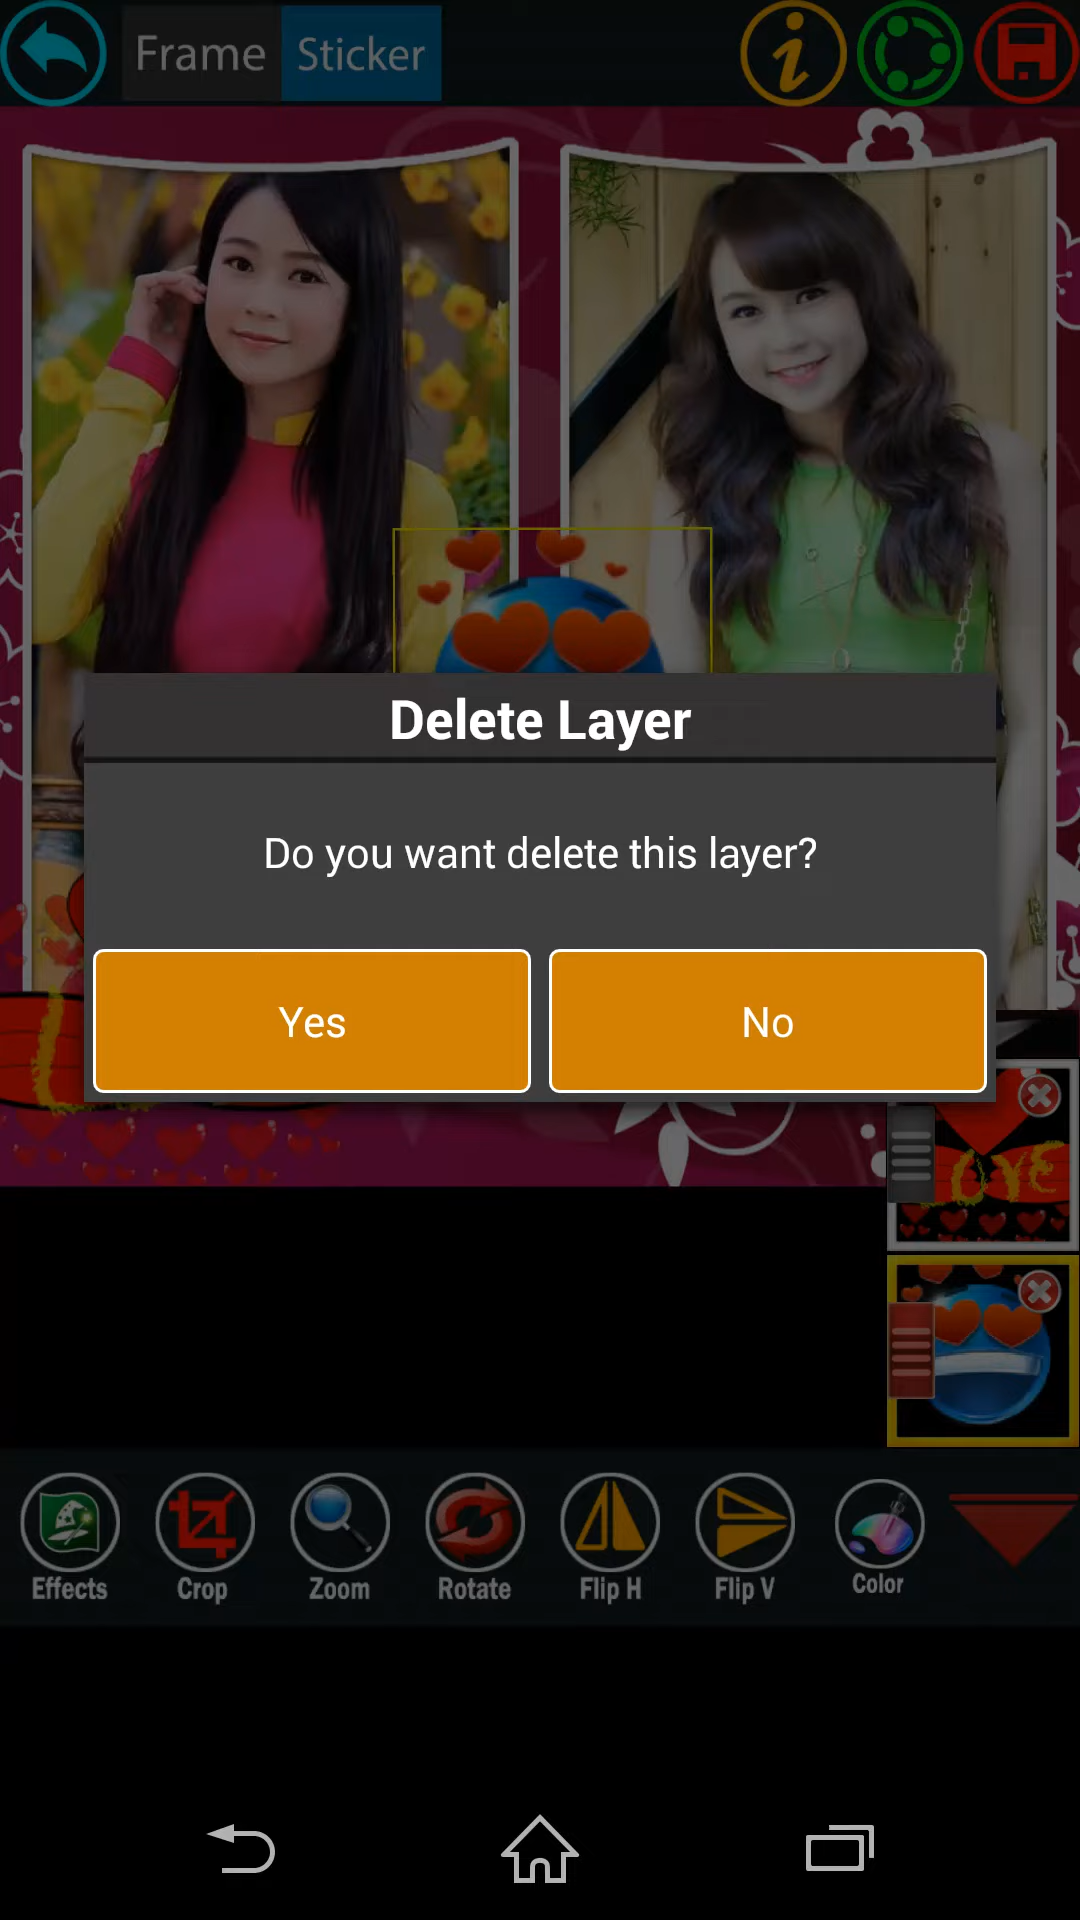 Frame Sticker
Delete Layer
Do you want delete this layer?
Yes No
LOVE
Effects Crop Zoom Rotate Flip H Flip V Color